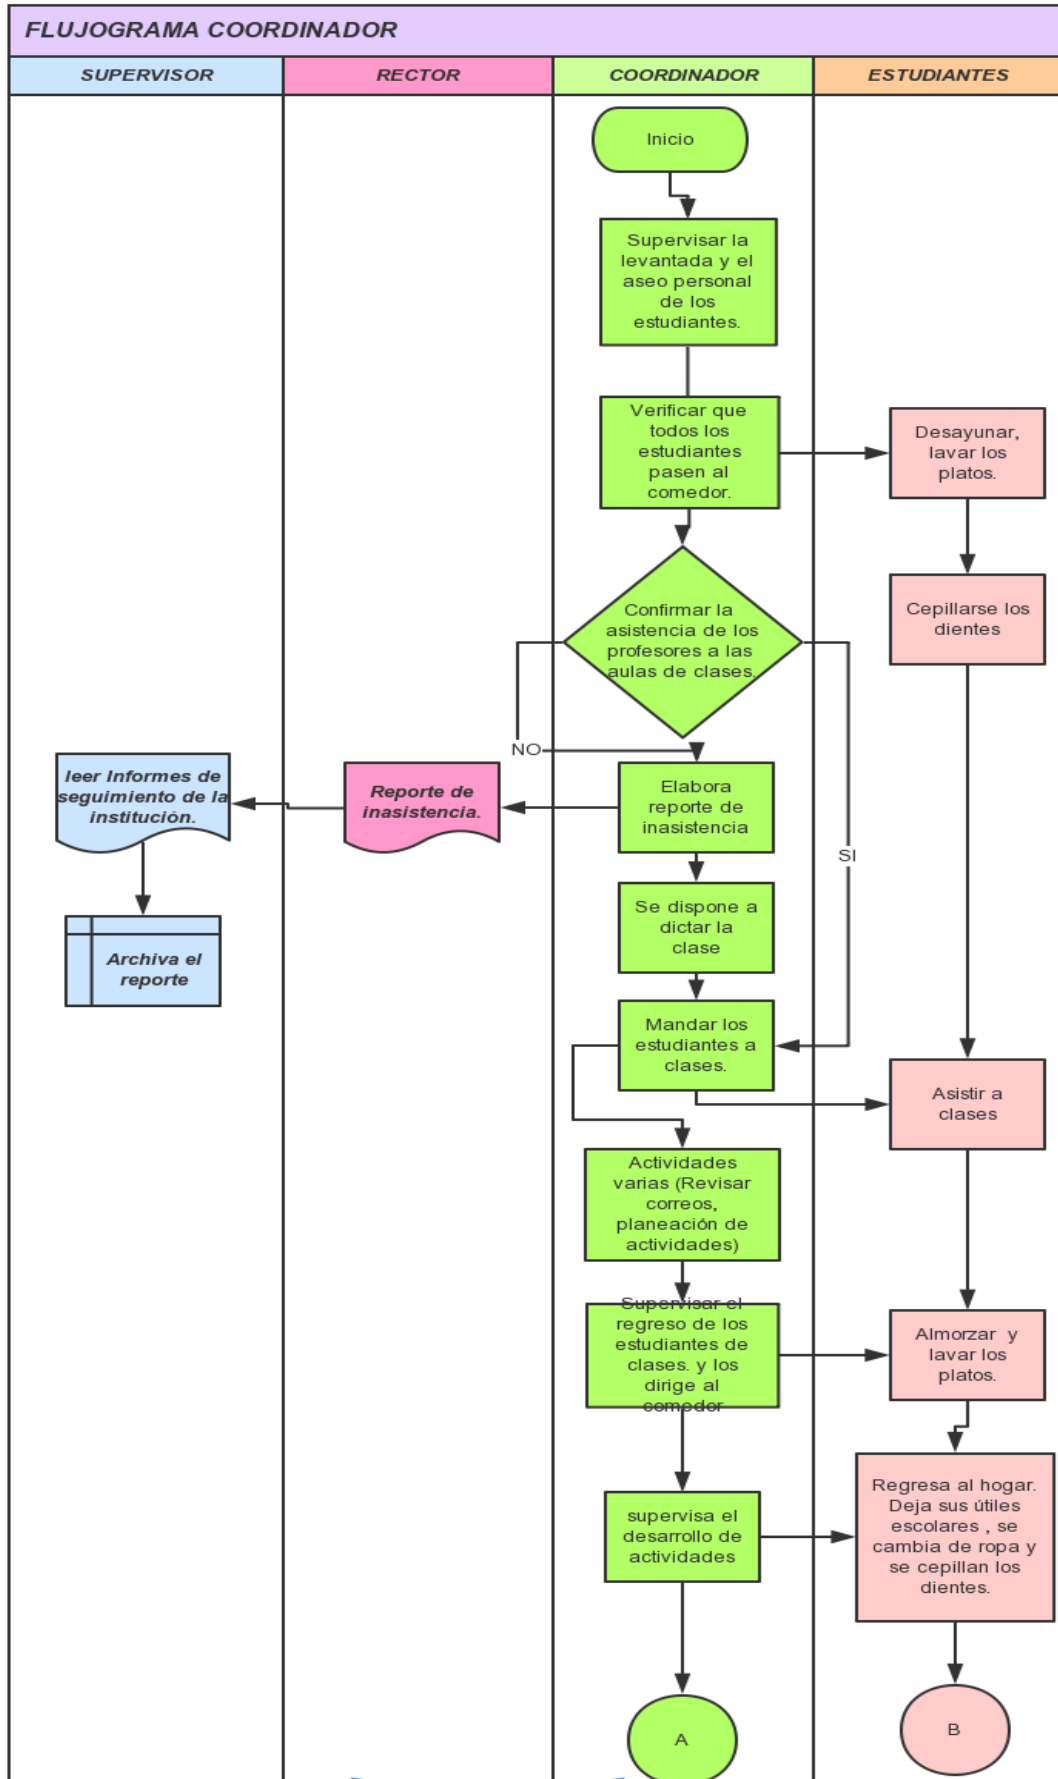 FLUJOGRAMA COORDINADOR
SUPERVISOR
RECTOR
COORDINADOR
ESTUDIANTES
Inicio
Supervisar la
levantada y el
aseo personal
de los
estudiantes.
Verificar que
todos los
estudiantes
pasen al
comedor.
Desayunar,
lavar los
platos.
Cepillarse los
dientes
Confirmar la
asistencia de los
profesores a las
aulas de clases.
NO
SI
leer Informes de
seguimiento de la
institución.
Reporte de
inasistencia.
Elabora
reporte de
inasistencia
Archiva el
reporte
Se dispone a
dictar la
clase
Mandar los
estudiantes a
clases.
Asistir a
clases
Actividades
varias (Revisar
correos,
planeación de
actividades)
Supervisar el
regreso de los
estudiantes de
clases. y los
dirige al
comedor
Almorzar y
lavar los
platos.
supervisa el
desarrollo de
actividades
Regresa al hogar.
Deja sus útiles
escolares , se
cambia de ropa y
se cepillan los
dientes.
A
B